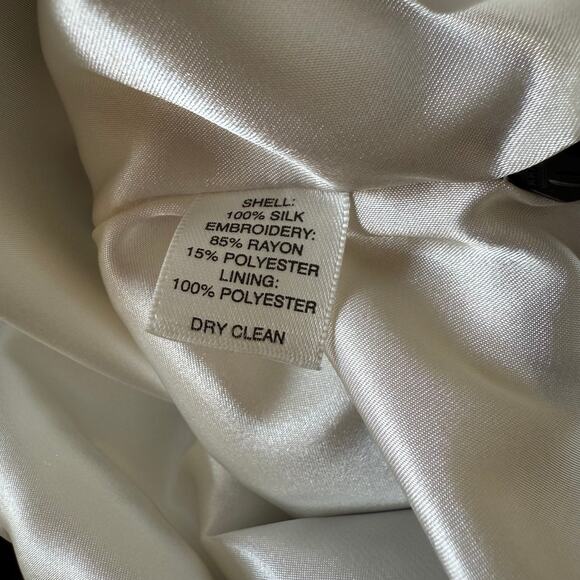 SHELL:
100% SILK
EMBROIDERY:
85% RAYON
15% POLYESTER
LINING:
100% POLYESTER
DRY CLEAN